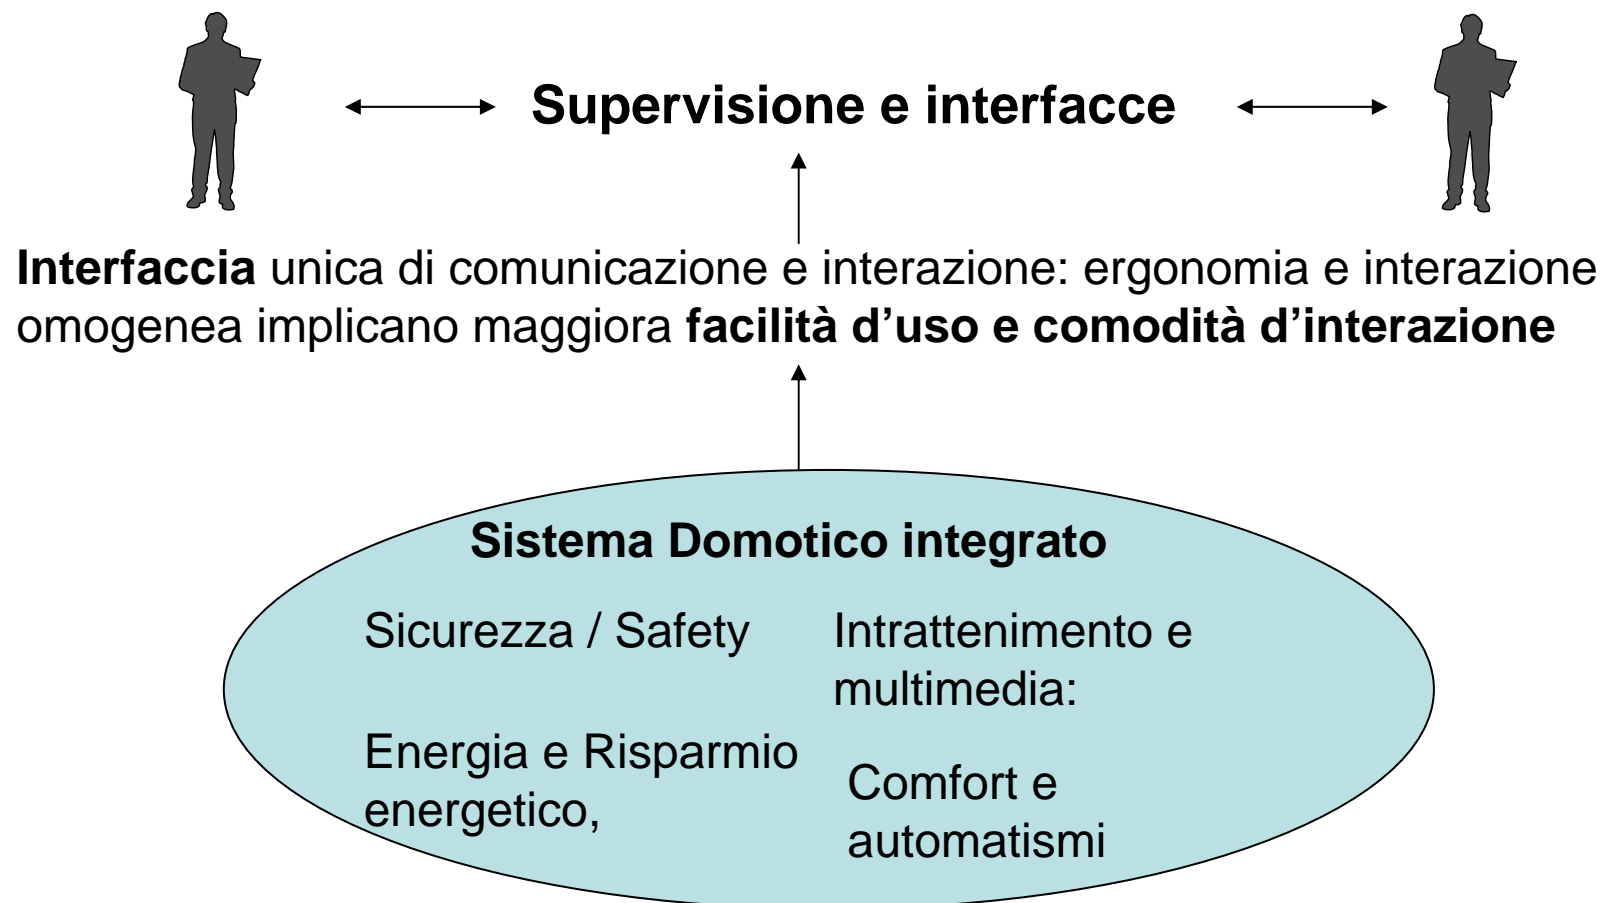 Supervisione e interfacce
Interfaccia unica di comunicazione e interazione: ergonomia e interazione
omogenea implicano maggiora facilità d’uso e comodità d’interazione
Sistema Domotico integrato
Sicurezza / Safety
Intrattenimento e
multimedia:
Energia e Risparmio
energetico,
Comfort e
automatismi